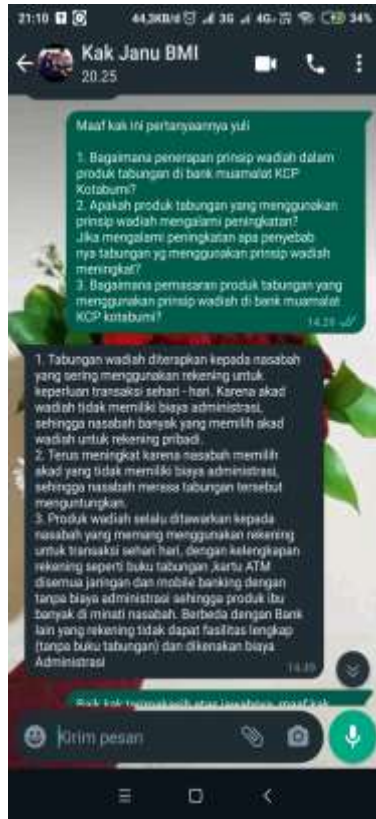 21:10 44,3KB/d 3G 4G 34%
Kak Janu BMI
20.25
Maaf kak ini pertanyaannya yuli
1. Bagaimana penerapan prinsip wadiah dalam
produk tabungan di bank muamalat KCP
Kotabumi?
2. Apakah produk tabungan yang menggunakan
prinsip wadiah mengalami peningkatan?
Jika mengalami peningkatan apa penyebab
nya tabungan yg menggunakan prinsip wadiah
meningkat?
3. Bagaimana pemasaran produk tabungan yang
menggunakan prinsip wadiah di bank muamalat
KCP kotabumi?
14.29
1. Tabungan wadiah diterapkan kepada nasabah
yang sering menggunakan rekening untuk
keperluan transaksi sehari - hari. Karena akad
wadiah tidak memiliki biaya administrasi,
sehingga nasabah banyak yang memilih akad
wadiah untuk rekening pribadi.
2. Terus meningkat karena nasabah memilih
akad yang tidak memiliki biaya administrasi,
sehingga nasabah merasa tabungan tersebut
menguntungkan.
3. Produk wadiah selalu ditawarkan kepada
nasabah yang memang menggunakan rekening
untuk transaksi sehari hari, dengan kelengkapan
rekening seperti buku tabungan ,kartu ATM
disemua jaringan dan mobile banking dengan
tanpa biaya administrasi sehingga produk ibu
banyak di minati nasabah. Berbeda dengan Bank
lain yang rekening tidak dapat fasilitas lengkap
(tanpa buku tabungan) dan dikenakan biaya
Administrasi
Baik kak terimakasih atas jawabnya, maaf kak
Kirim pesan